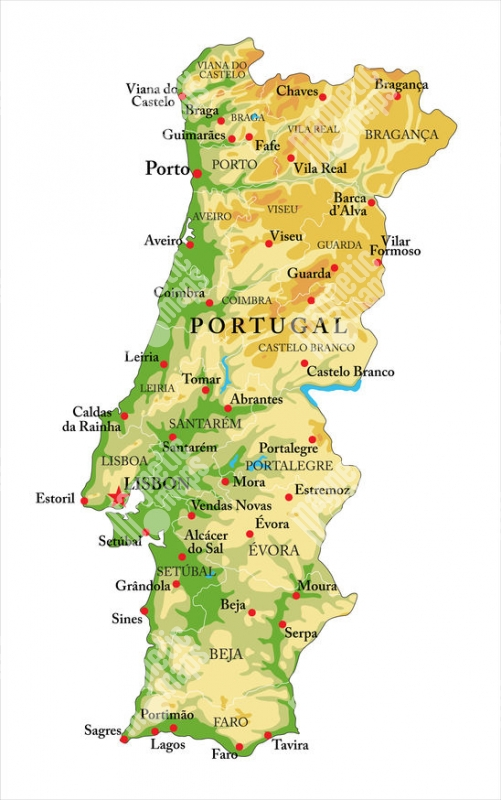 VIANA DO
CASTELO
Viana do
Castelo
Chaves
Bragança
Braga
BRAGA
Guimarães
VILA REAL
BRAGANÇA
Fafe
Porto
PORTO
Vila Real
Barca
d'Alva
AVEIRO
VISEU
Aveiro
Viseu
GUARDA
Vilar
Formoso
Guarda
Coimbra
COIMBRA
PORTUGAL
CASTELO BRANCO
Leiria
Tomar
Castelo Branco
LEIRIA
Abrantes
Caldas
da Rainha
SANTARÉM
Santarém
Portalegre
LISBOA
PORTALEGRE
LISBON
Mora
Estoril
Estremoz
Vendas Novas
Évora
Setúbal
Alcácer
do Sal
ÉVORA
SETÚBAL
Grândola
Moura
Sines
Beja
Serpa
BEJA
Portimão
FARO
Sagres
Lagos
Faro
Tavira